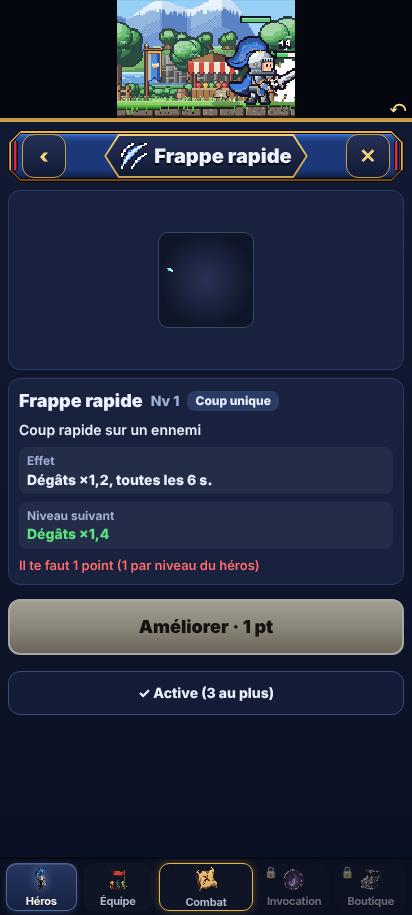 Frappe rapide
Frappe rapide Nv 1 Coup unique
Coup rapide sur un ennemi
Effet
Dégâts ×1,2, toutes les 6 s.
Niveau suivant
Dégâts ×1,4
Il te faut 1 point (1 par niveau du héros)
Améliorer · 1 pt
✓ Active (3 au plus)
Héros
Équipe
Combat
Invocation
Boutique